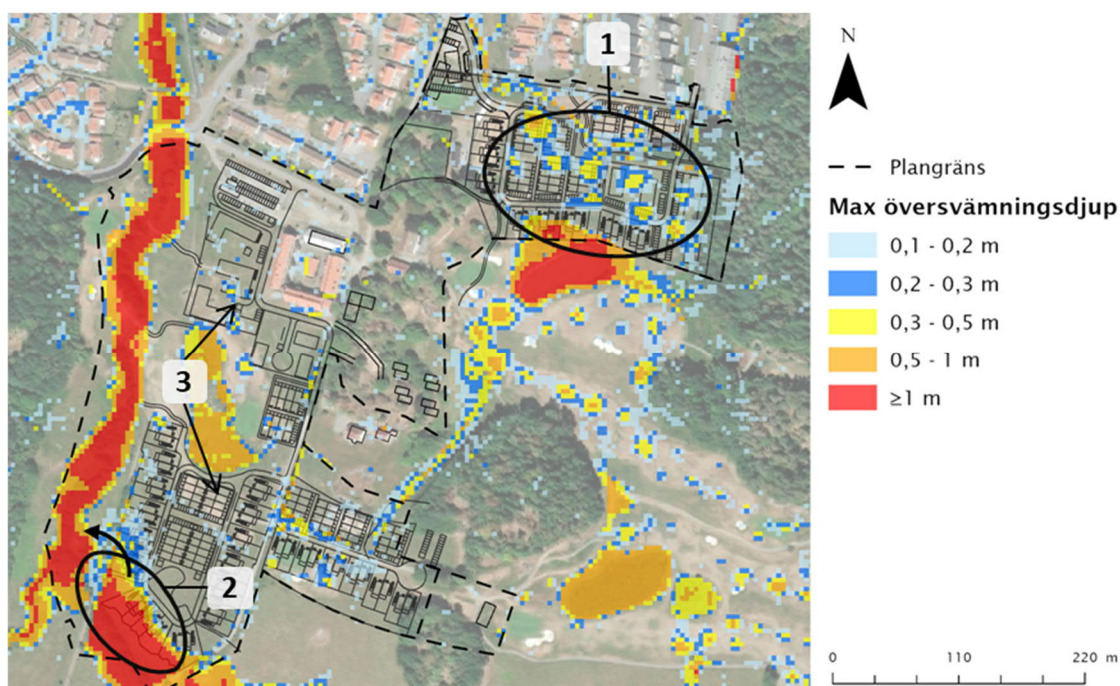 1
2
3
N
Plangräns
Max översvämningsdjup
0,1 - 0,2 m
0,2 - 0,3 m
0,3 - 0,5 m
0,5 - 1 m
≥1 m
0 110 220 m